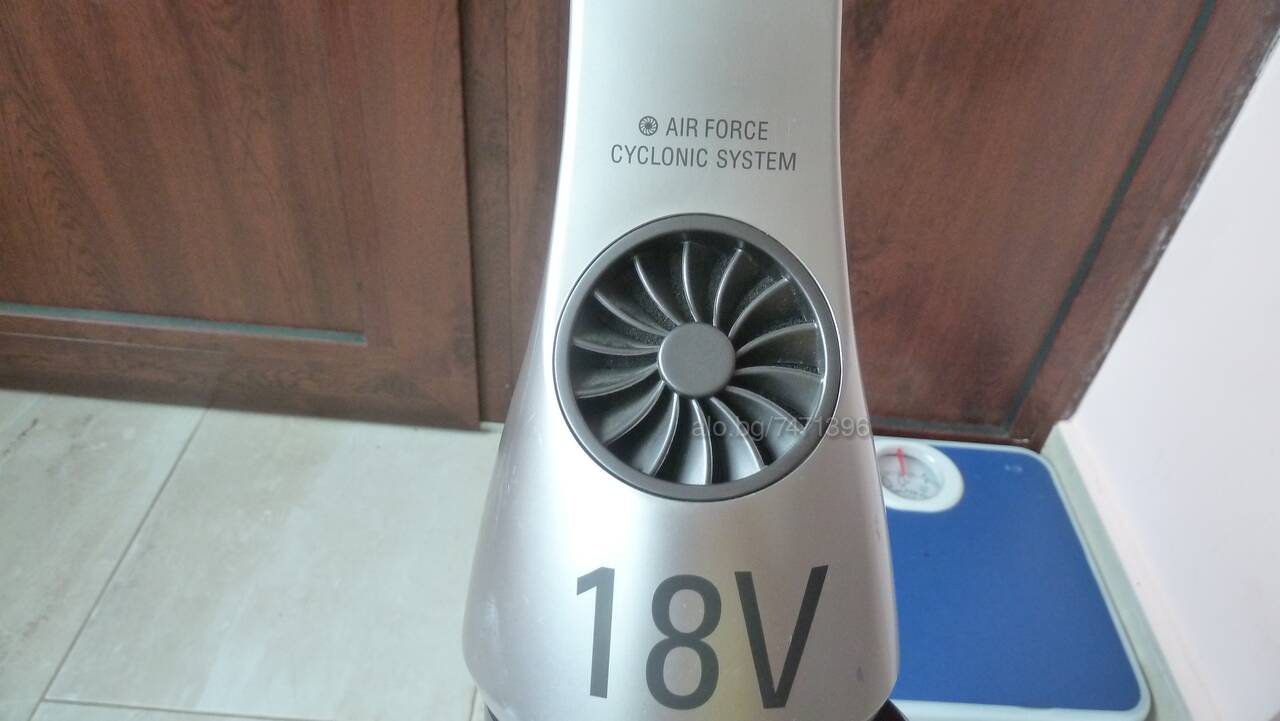 AIR FORCE
CYCLONIC SYSTEM
alo.bg/7471396
18V